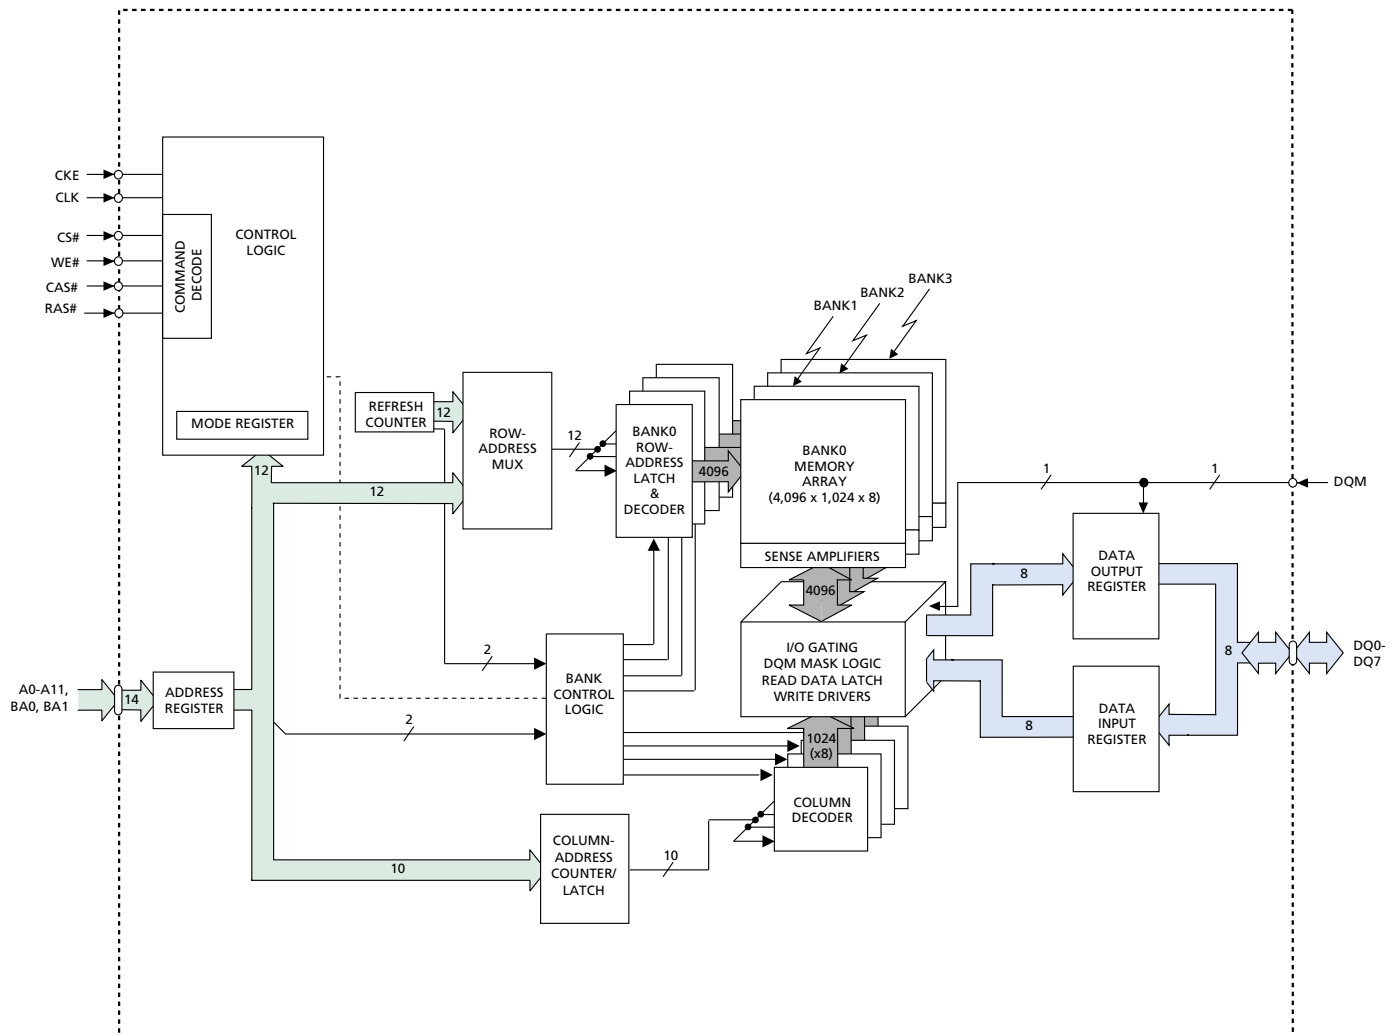 CKE
CLK
CS#
WE#
CAS#
RAS#
COMMAND
DECODE
CONTROL
LOGIC
MODE REGISTER
12
REFRESH
COUNTER
12
12
ROW-
ADDRESS
MUX
12
BANK0
ROW-
ADDRESS
LATCH
&
DECODER
4096
BANK1
BANK2
BANK3
BANK0
MEMORY
ARRAY
(4,096 x 1,024 x 8)
SENSE AMPLIFIERS
4096
I/O GATING
DQM MASK LOGIC
READ DATA LATCH
WRITE DRIVERS
1
1
DQM
DATA
OUTPUT
REGISTER
8
8
DQ0-
DQ7
DATA
INPUT
REGISTER
8
A0-A11,
BA0, BA1
14
ADDRESS
REGISTER
2
2
BANK
CONTROL
LOGIC
1024
(x8)
COLUMN
DECODER
10
COLUMN-
ADDRESS
COUNTER/
LATCH
10